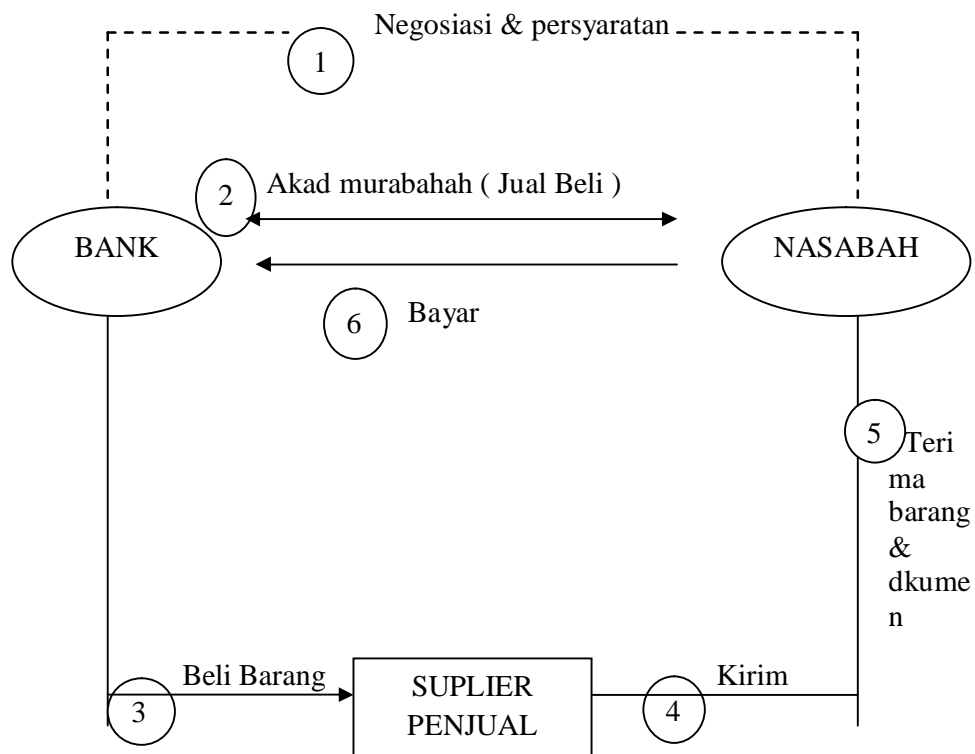 Negosiasi & persyaratan
1
2
Akad murabahah ( Jual Beli )
BANK
NASABAH
6
Bayar
5
Teri
ma
barang
&
dkume
n
3
Beli Barang
SUPLIER
PENJUAL
4
Kirim